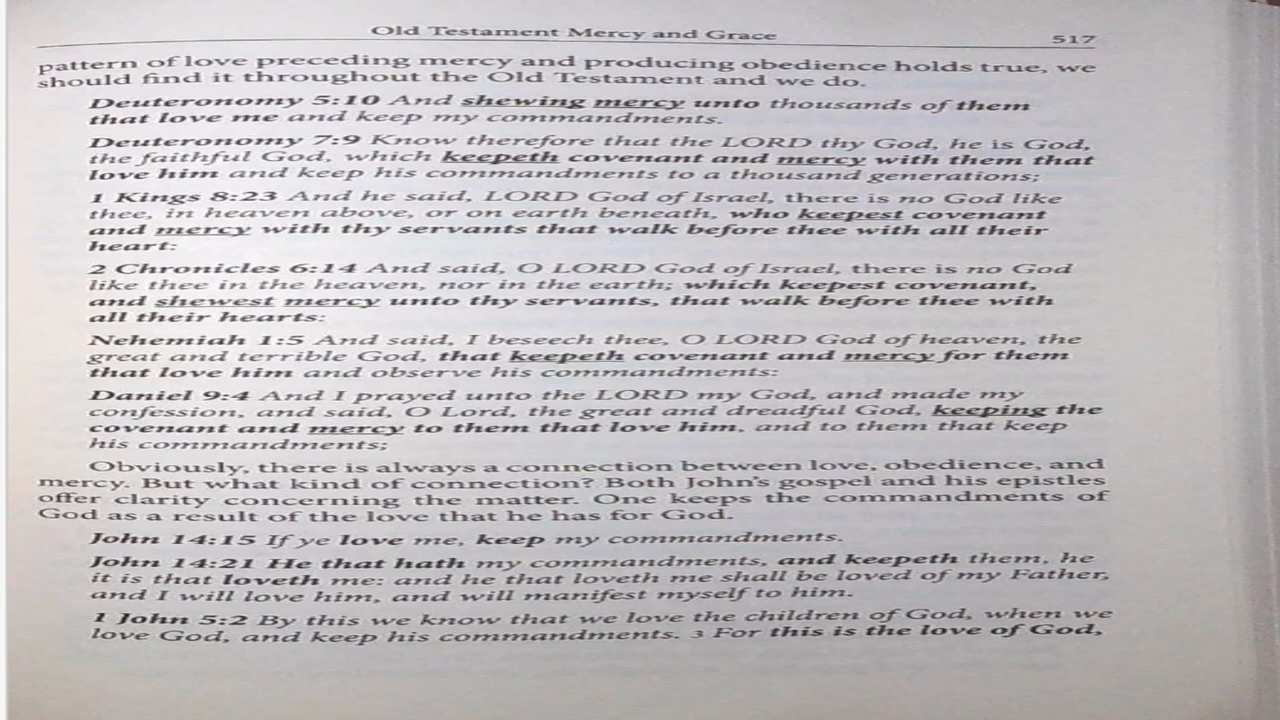 Old Testament Mercy and Grace 517
pattern of love preceding mercy and producing obedience holds true, we
should find it throughout the Old Testament and we do.
Deuteronomy 5:10 And shewing mercy unto thousands of them
that love me and keep my commandments.
Deuteronomy 7:9 Know therefore that the LORD thy God, he is God,
the faithful God, which keepeth covenant and mercy with them that
love him and keep his commandments to a thousand generations;
1 Kings 8:23 And he said, LORD God of Israel, there is no God like
thee, in heaven above, or on earth beneath, who keepest covenant
and mercy with thy servants that walk before thee with all their
heart:
2 Chronicles 6:14 And said, O LORD God of Israel, there is no God
like thee in the heaven, nor in the earth; which keepest covenant,
and shewest mercy unto thy servants, that walk before thee with
all their hearts:
Nehemiah 1:5 And said, I beseech thee, O LORD God of heaven, the
great and terrible God, that keepeth covenant and mercy for them
that love him and observe his commandments:
Daniel 9:4 And I prayed unto the LORD my God, and made my
confession, and said, O Lord, the great and dreadful God, keeping the
covenant and mercy to them that love him, and to them that keep
his commandments;
Obviously, there is always a connection between love, obedience, and
mercy. But what kind of connection? Both John's gospel and his epistles
offer clarity concerning the matter. One keeps the commandments of
God as a result of the love that he has for God.
John 14:15 If ye love me, keep my commandments.
John 14:21 He that hath my commandments, and keepeth them, he
it is that loveth me: and he that loveth me shall be loved of my Father,
and I will love him, and will manifest myself to him.
1 John 5:2 By this we know that we love the children of God, when we
love God, and keep his commandments. 3 For this is the love of God,